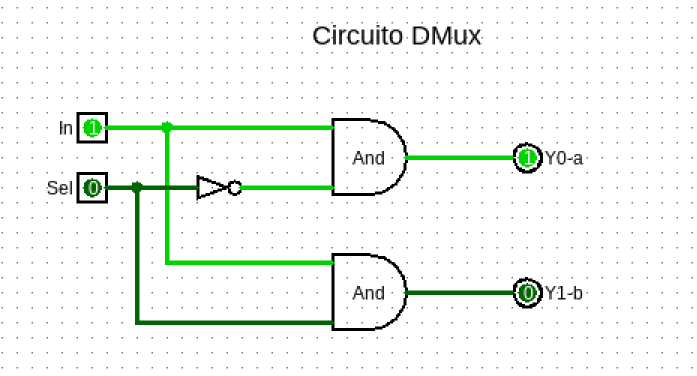 Circuito DMux
In 1
And
1 Y0-a
Sel 0
And
0 Y1-b